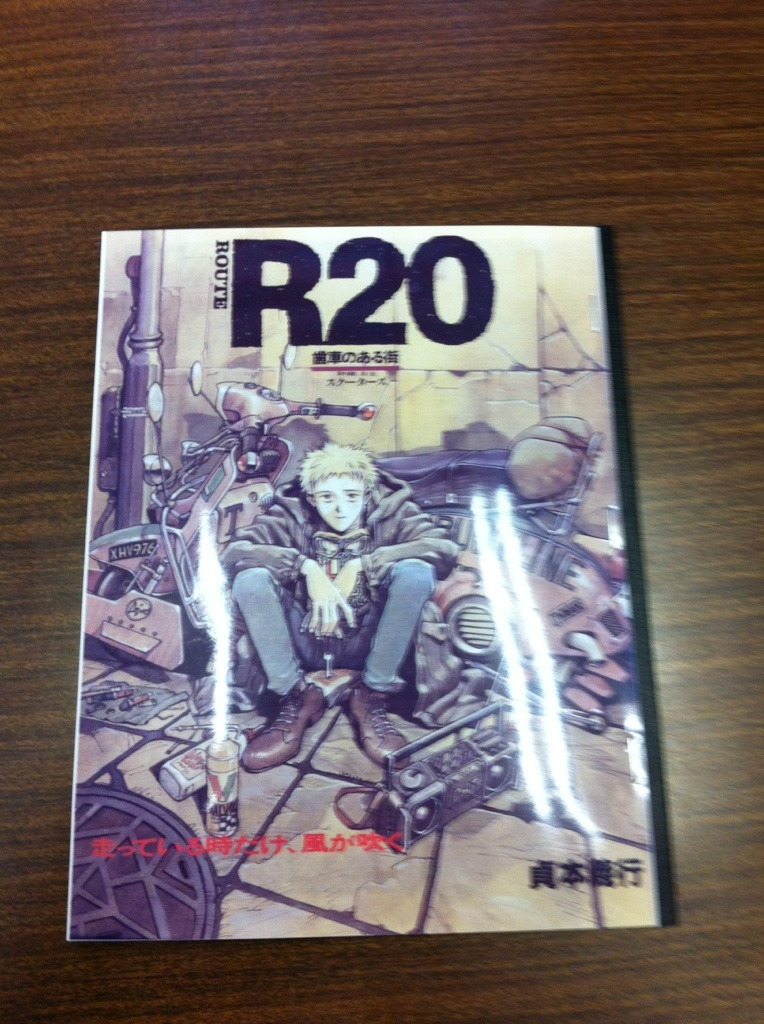 ROUTE
R20
歯車のある街
スクーターズ
XHV976
走っている時だけ、風が吹く
貞本義行